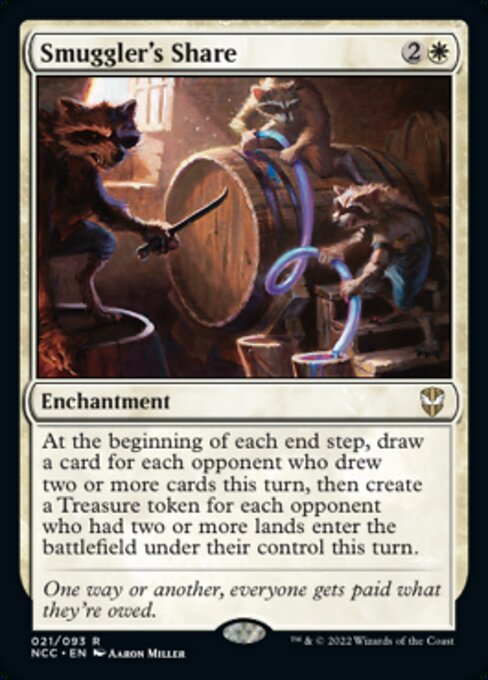 Smuggler's Share 2
Enchantment
At the beginning of each end step, draw
a card for each opponent who drew
two or more cards this turn, then create
a Treasure token for each opponent
who had two or more lands enter the
battlefield under their control this turn.
One way or another, everyone gets paid what
they're owed.
021/093 R
NCC • EN Aaron Miller
™ & © 2022 Wizards of the Coast